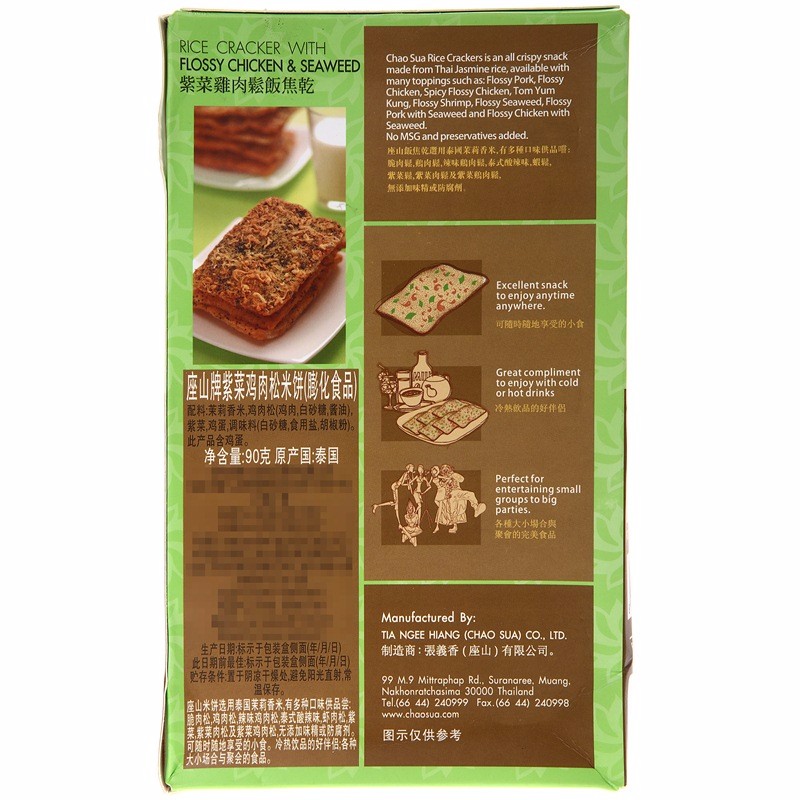 RICE CRACKER WITH
FLOSSY CHICKEN & SEAWEED
紫菜雞肉鬆飯焦乾
座山牌紫菜鸡肉松米饼(膨化食品)
配料:茉莉香米,鸡肉松(鸡肉,白砂糖,酱油),
紫菜,鸡蛋,调味料(白砂糖,食用盐,胡椒粉)。
此产品含鸡蛋。
净含量:90克 原产国:泰国
生产日期:标示于包装盒侧面(年/月/日)
此日期前最佳:标示于包装盒侧面(年/月/日)
贮存条件:置于阴凉干燥处,避免阳光直射,常
温保存。
座山米饼选用泰国茉莉香米,有多种口味供品尝:
脆肉松,鸡肉松,辣味鸡肉松,泰式酸辣味,虾肉松,紫
菜,紫菜肉松及紫菜鸡肉松,无添加味精或防腐剂。
可随时随地享受的小食。冷热饮品的好伴侣;各种
大小场合与聚会的食品。
Chao Sua Rice Crackers is an all crispy snack
made from Thai Jasmine rice, available with
many toppings such as: Flossy Pork, Flossy
Chicken, Spicy Flossy Chicken, Tom Yum
Kung, Flossy Shrimp, Flossy Seaweed, Flossy
Pork with Seaweed and Flossy Chicken with
Seaweed.
No MSG and preservatives added.
座山飯焦乾選用泰國茉莉香米,有多種口味供品嚐:
脆肉鬆,鷄肉鬆,辣味鷄肉鬆,泰式酸辣味,蝦鬆,
紫菜鬆,紫菜肉鬆及紫菜鷄肉鬆,
無添加味精或防腐劑。
Excellent snack
to enjoy anytime
anywhere.
可隨時隨地享受的小食
Great compliment
to enjoy with cold
or hot drinks
冷熱飲品的好伴侶
Perfect for
entertaining small
groups to big
parties.
各種大小場合與
聚會的完美食品
Manufactured By:
TIA NGEE HIANG (CHAO SUA) CO., LTD.
制造商:張義香(座山)有限公司。
99 M.9 Mittraphap Rd., Suranaree, Muang,
Nakhonratchasima 30000 Thailand
Tel.(66 44) 240999 Fax.(66 44) 240998
www.chaosua.com
图示仅供参考